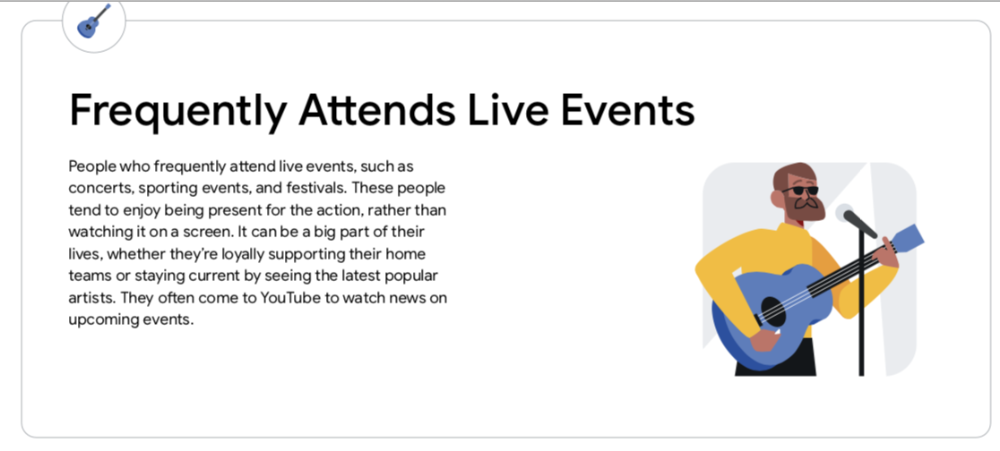 Frequently Attends Live Events
People who frequently attend live events, such as
concerts, sporting events, and festivals. These people
tend to enjoy being present for the action, rather than
watching it on a screen. It can be a big part of their
lives, whether they're loyally supporting their home
teams or staying current by seeing the latest popular
artists. They often come to YouTube to watch news on
upcoming events.